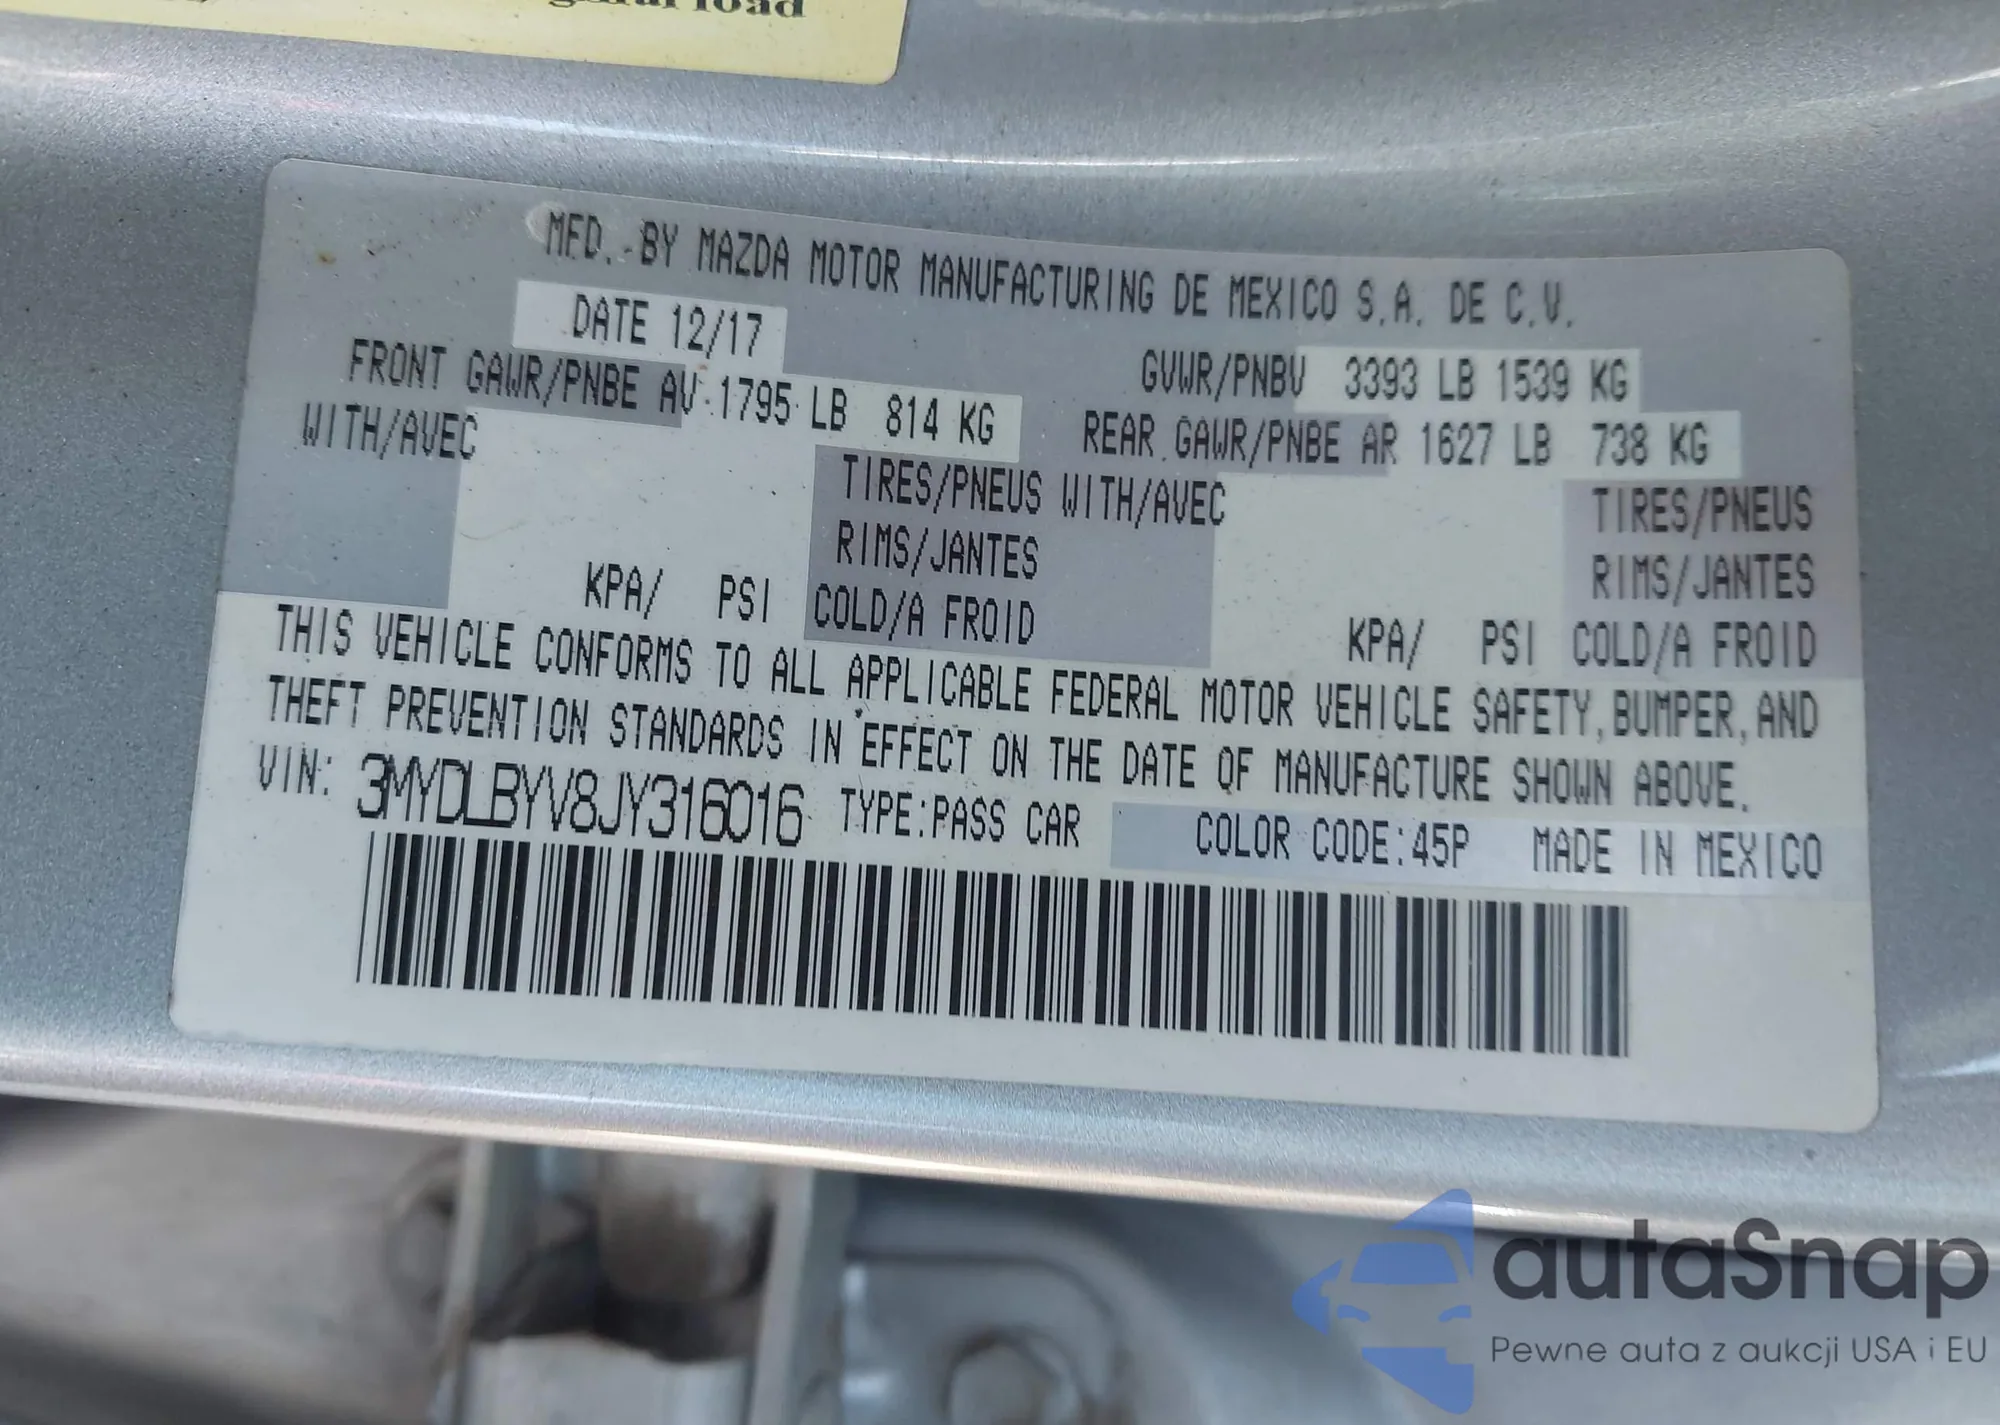 load
MFD. BY MAZDA MOTOR MANUFACTURING DE MEXICO S.A. DE C.V.
DATE 12/17
GVWR/PNBV 3393 LB 1539 KG
FRONT GAWR/PNBE AV 1795 LB 814 KG
REAR GAWR/PNBE AR 1627 LB 738 KG
WITH/AVEC
TIRES/PNEUS WITH/AVEC
TIRES/PNEUS
RIMS/JANTES
RIMS/JANTES
KPA/ PSI COLD/A FROID
KPA/ PSI COLD/A FROID
THIS VEHICLE CONFORMS TO ALL APPLICABLE FEDERAL MOTOR VEHICLE SAFETY, BUMPER, AND
THEFT PREVENTION STANDARDS IN EFFECT ON THE DATE OF MANUFACTURE SHOWN ABOVE.
VIN: 3MYDLBYV8JY316016 TYPE:PASS CAR COLOR CODE:45P MADE IN MEXICO
autaSnap
Pewne auta z aukcji USA i EU